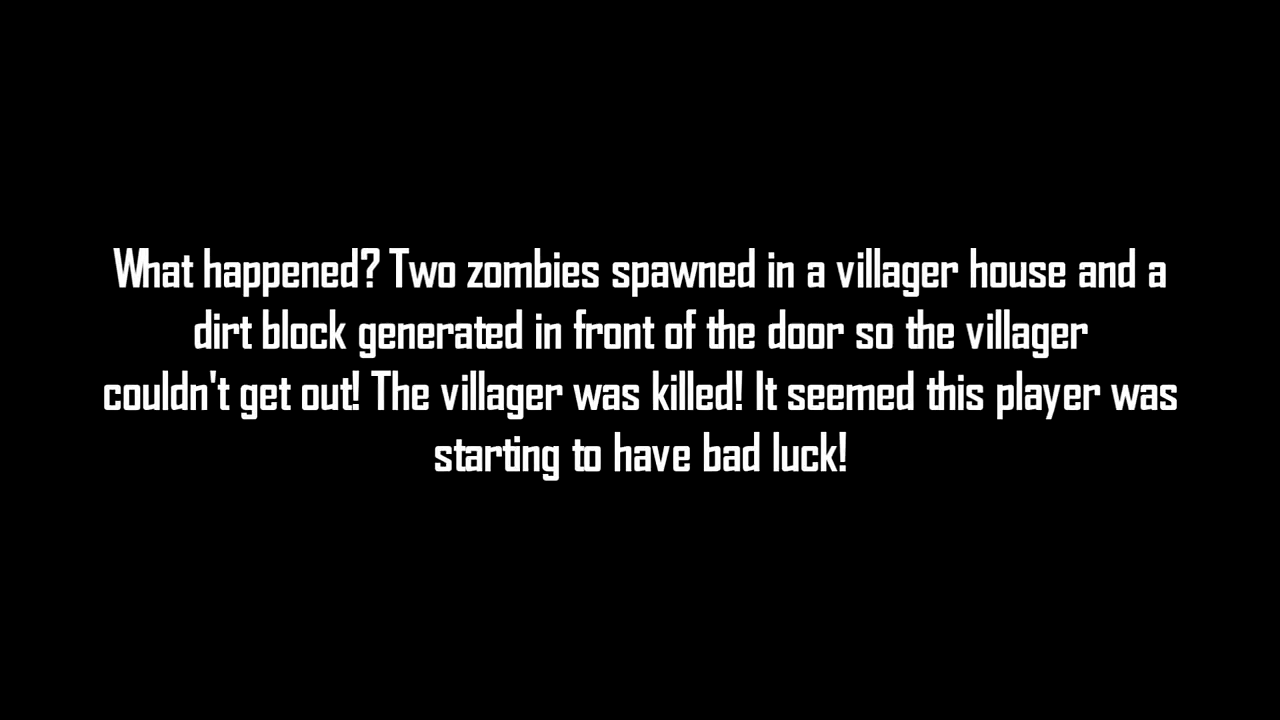 What happened? Two zombies spawned in a villager house and a
dirt block generated in front of the door so the villager
couldn't get out! The villager was killed! It seemed this player was
starting to have bad luck!